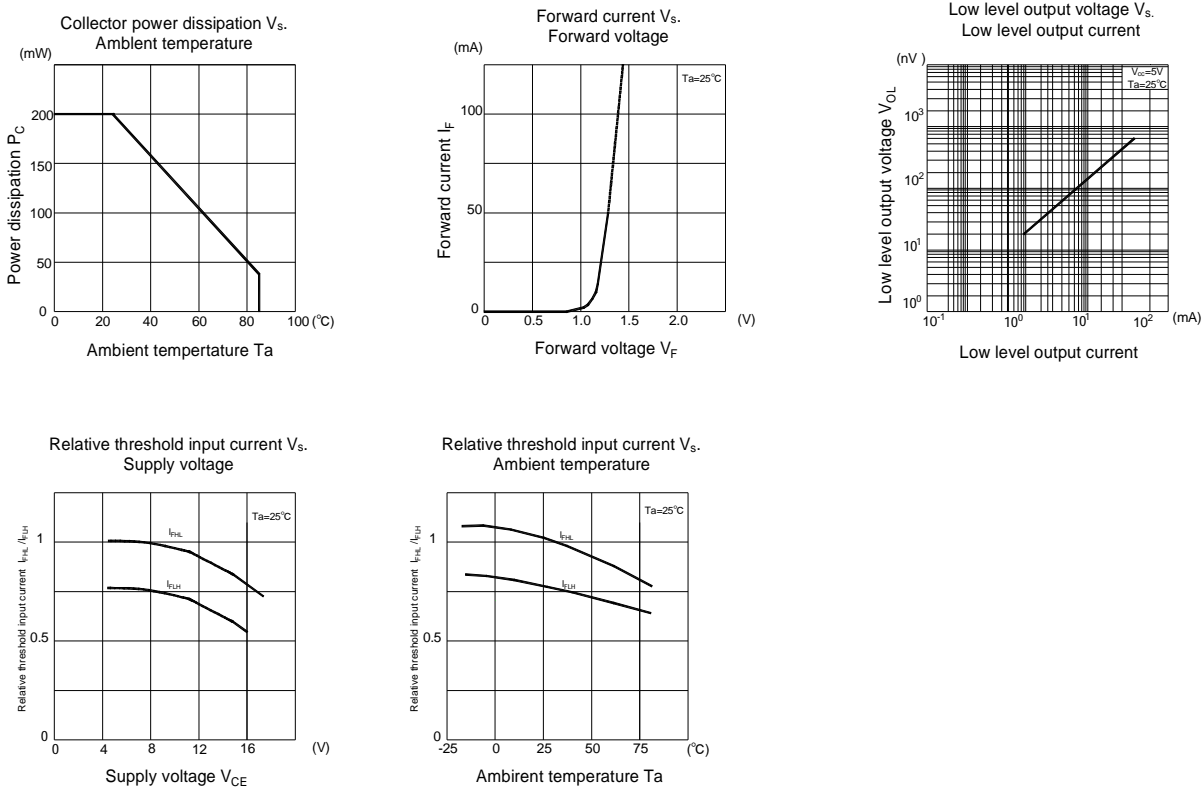 Collector power dissipation Vs.
Amblent temperature
(mW)
Power dissipation PC
200
150
100
50
0
0 20 40 60 80 100 (°C)
Ambient tempertature Ta
Forward current Vs.
Forward voltage
(mA)
Ta=25°C
Forward current IF
100
50
0
0 0.5 1.0 1.5 2.0 (V)
Forward voltage VF
Low level output voltage Vs.
Low level output current
(nV)
Vcc=5V
Ta=25°C
Low level output voltage VOL
10³
10²
10¹
10⁰
10⁻¹ 10⁰ 10¹ 10² (mA)
Low level output current
Relative threshold input current Vs.
Supply voltage
Ta=25°C
Relative threshold input current IFHL /IFLH
1
0.5
0
IFHL
IFLH
0 4 8 12 16 (V)
Supply voltage VCE
Relative threshold input current Vs.
Ambient temperature
Ta=25°C
Relative threshold input current IFHL /IFLH
1
0.5
0
IFHL
IFLH
-25 0 25 50 75 (°C)
Ambirent temperature Ta